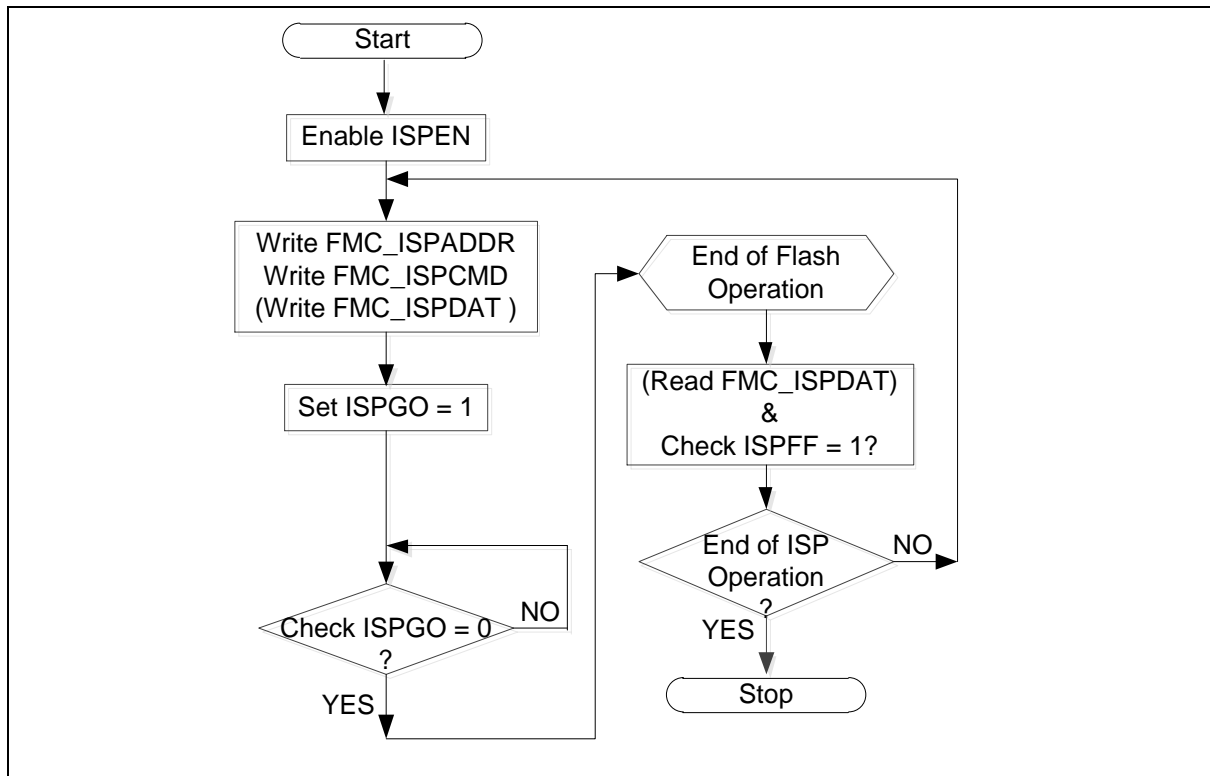 Start
Enable ISPEN
Write FMC_ISPADDR
Write FMC_ISPCMD
(Write FMC_ISPDAT )
Set ISPGO = 1
Check ISPGO = 0
?
NO
YES
End of Flash
Operation
(Read FMC_ISPDAT)
&
Check ISPFF = 1?
End of ISP
Operation
?
NO
YES
Stop